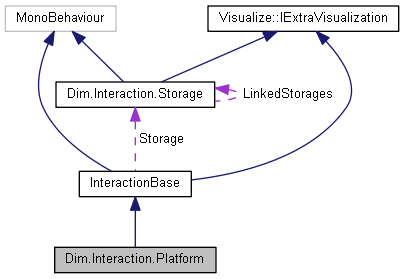 MonoBehaviour
Visualize::IExtraVisualization
Dim.Interaction.Storage
LinkedStorages
Storage
InteractionBase
Dim.Interaction.Platform